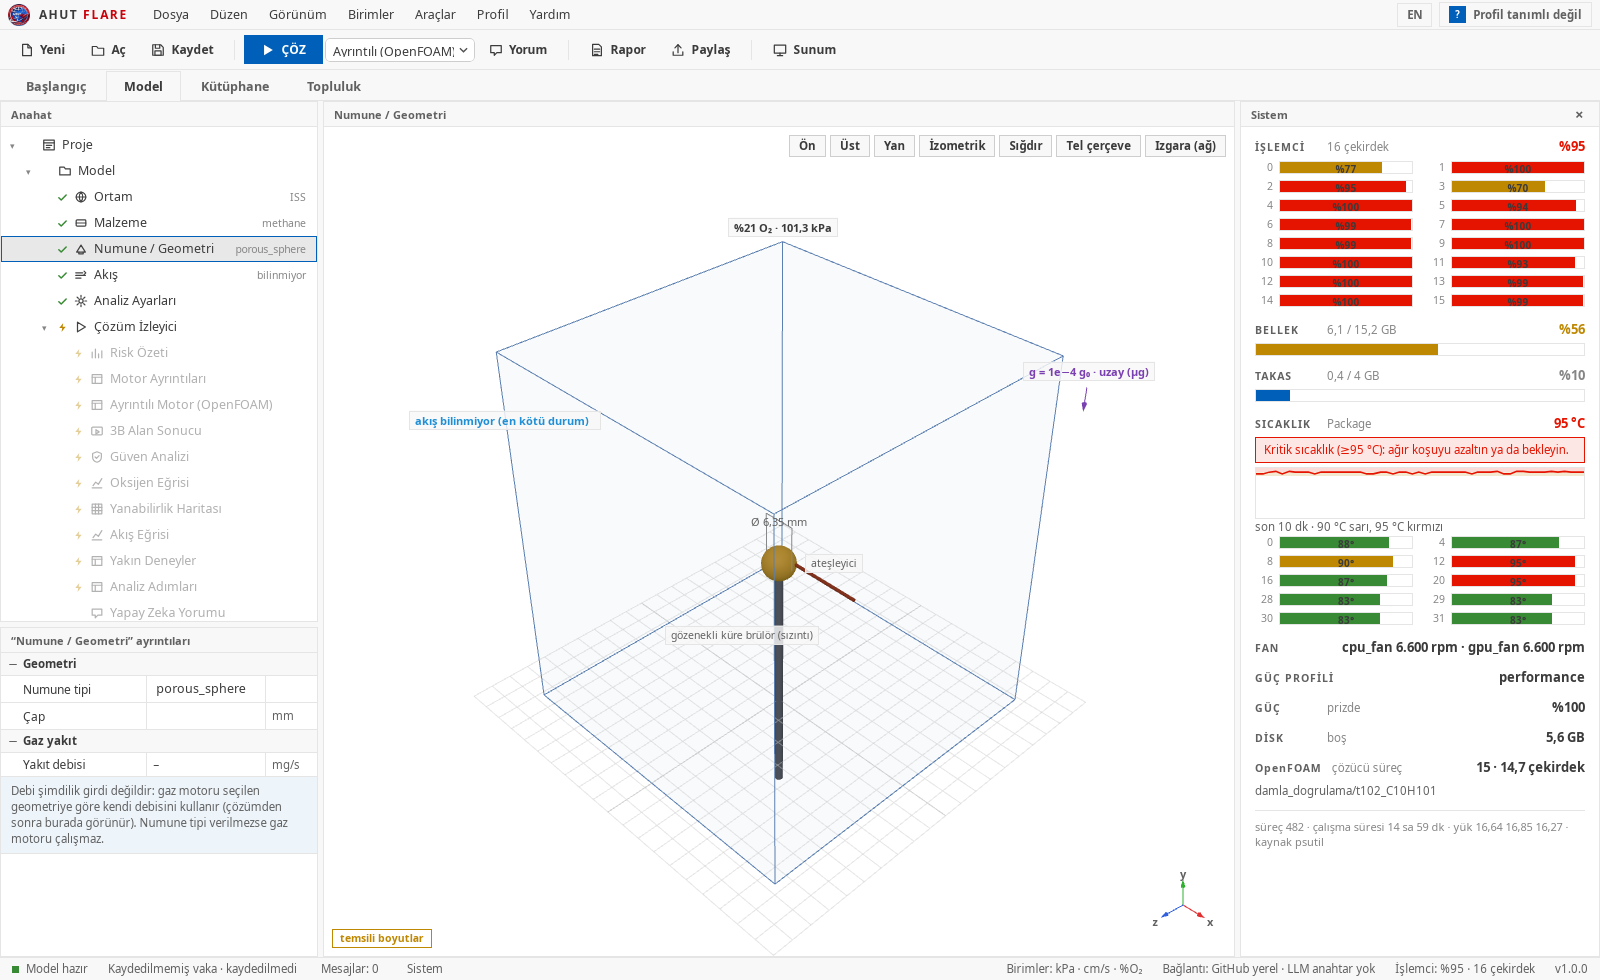 AHUT FLARE
Dosya Düzen Görünüm Birimler Araçlar Profil Yardım
EN ? Profil tanımlı değil
Yeni Aç Kaydet ÇÖZ Ayrıntılı (OpenFOAM) Yorum Rapor Paylaş Sunum
Başlangıç Model Kütüphane Topluluk
Anahat
Proje
Model
Ortam ISS
Malzeme methane
Numune / Geometri porous_sphere
Akış bilinmiyor
Analiz Ayarları
Çözüm İzleyici
Risk Özeti
Motor Ayrıntıları
Ayrıntılı Motor (OpenFOAM)
3B Alan Sonucu
Güven Analizi
Oksijen Eğrisi
Yanabilirlik Haritası
Akış Eğrisi
Yakın Deneyler
Analiz Adımları
Yapay Zeka Yorumu
“Numune / Geometri” ayrıntıları
– Geometri
Numune tipi porous_sphere
Çap mm
– Gaz yakıt
Yakıt debisi – mg/s
Debi şimdilik girdi değildir: gaz motoru seçilen
geometriye göre kendi debisini kullanır (çözümden
sonra burada görünür). Numune tipi verilmezse gaz
motoru çalışmaz.
Numune / Geometri
Ön Üst Yan İzometrik Sığdır Tel çerçeve Izgara (ağ)
%21 O₂ · 101,3 kPa
g = 1e−4 g₀ · uzay (µg)
akış bilinmiyor (en kötü durum)
Ø 6,35 mm
ateşleyici
gözenekli küre brülör (sızıntı)
y
z x
temsili boyutlar
Sistem ×
İŞLEMCİ 16 çekirdek %95
0 %77 1 %100
2 %95 3 %70
4 %100 5 %94
6 %99 7 %100
8 %99 9 %100
10 %100 11 %93
12 %100 13 %99
14 %100 15 %99
BELLEK 6,1 / 15,2 GB %56
TAKAS 0,4 / 4 GB %10
SICAKLIK Package 95 °C
Kritik sıcaklık (≥95 °C): ağır koşuyu azaltın ya da bekleyin.
son 10 dk · 90 °C sarı, 95 °C kırmızı
0 88° 4 87°
8 90° 12 95°
16 87° 20 95°
28 83° 29 83°
30 83° 31 83°
FAN cpu_fan 6.600 rpm · gpu_fan 6.600 rpm
GÜÇ PROFİLİ performance
GÜÇ prizde %100
DİSK boş 5,6 GB
OpenFOAM çözücü süreç 15 · 14,7 çekirdek
damla_dogrulama/t102_C10H101
süreç 482 · çalışma süresi 14 sa 59 dk · yük 16,64 16,85 16,27 ·
kaynak psutil
Model hazır Kaydedilmemiş vaka · kaydedilmedi Mesajlar: 0 Sistem
Birimler: kPa · cm/s · %O₂ Bağlantı: GitHub yerel · LLM anahtar yok İşlemci: %95 · 16 çekirdek v1.0.0